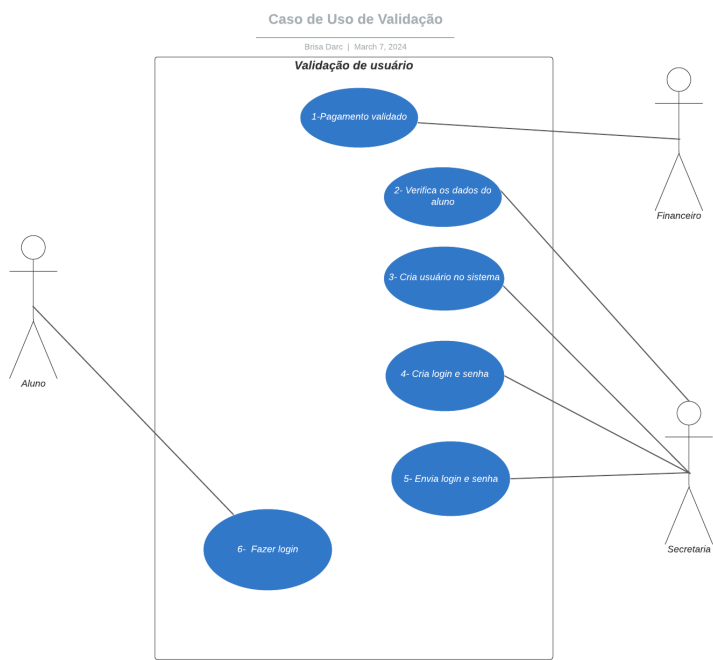 Caso de Uso de Validação
Brisa Darc | March 7, 2024
Validação de usuário
1-Pagamento validado
2- Verifica os dados do
aluno
Financeiro
3- Cria usuário no sistema
Aluno
4- Cria login e senha
5- Envia login e senha
6- Fazer login
Secretaria